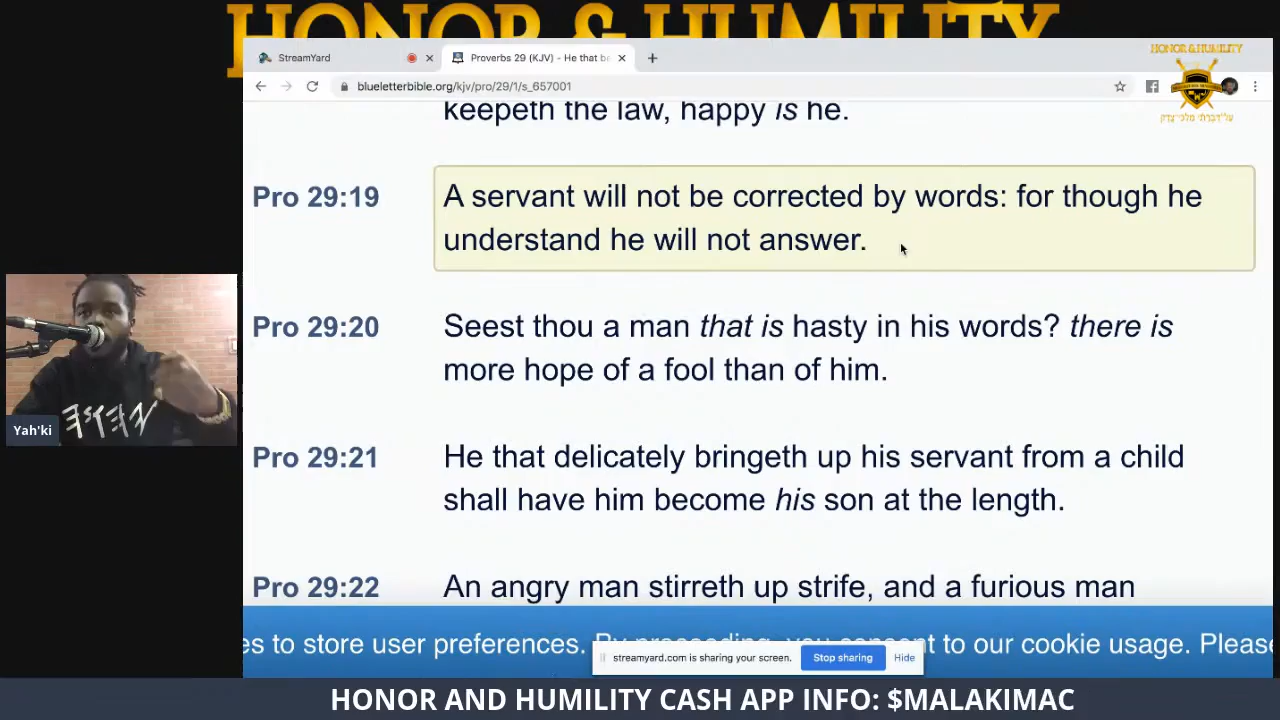 HONOR & HUMILITY
StreamYard
Proverbs 29 (KJV) - He that be
HONOR & HUMILITY
blueletterbible.org/kjv/pro/29/1/s_657001
keepeth the law, happy is he.
Pro 29:19
A servant will not be corrected by words: for though he
understand he will not answer.
Pro 29:20
Seest thou a man that is hasty in his words? there is
more hope of a fool than of him.
Pro 29:21
He that delicately bringeth up his servant from a child
shall have him become his son at the length.
Yah'ki
Pro 29:22
An angry man stirreth up strife, and a furious man
es to store user preferences. By proceeding, you consent to our cookie usage. Please
streamyard.com is sharing your screen.
Stop sharing
Hide
HONOR AND HUMILITY CASH APP INFO: $MALAKIMAC